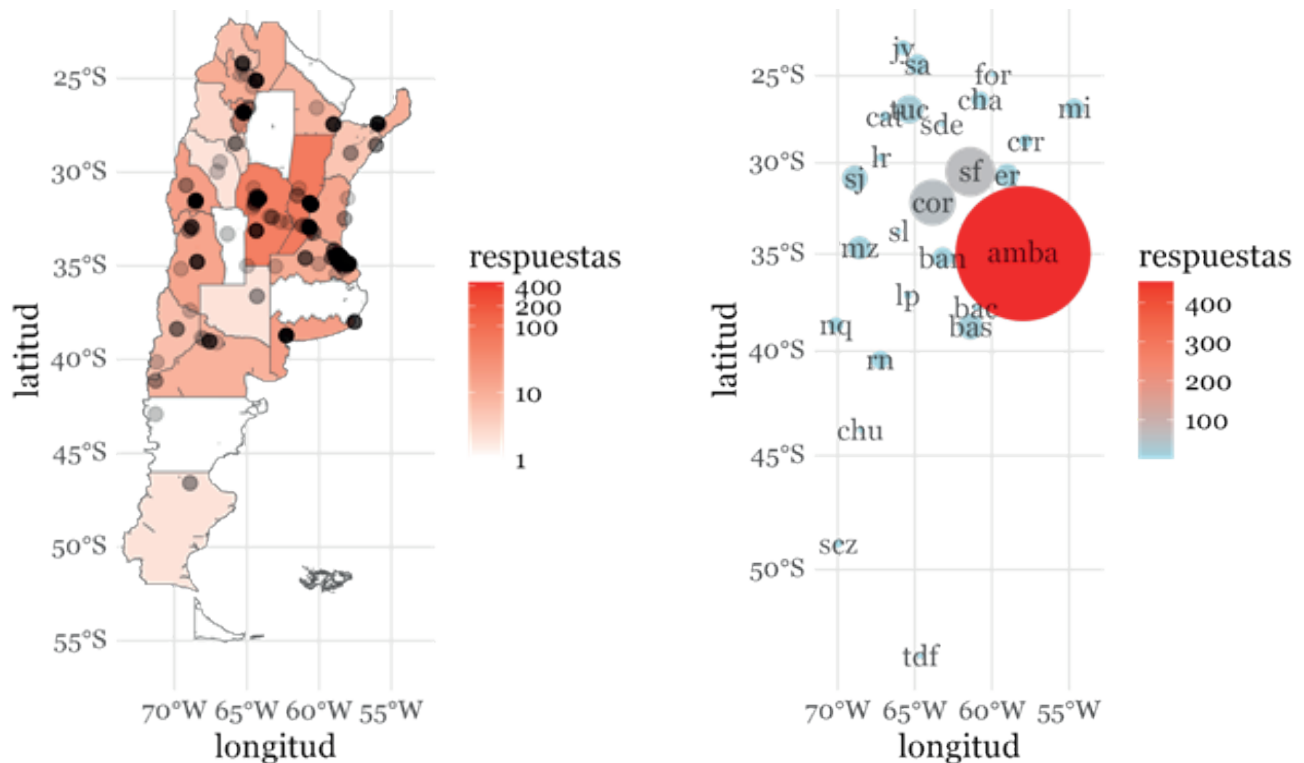 25°S
30°S
35°S
40°S
45°S
50°S
55°S
latitud
70°W 65°W 60°W 55°W
longitud
respuestas
400
200
100
10
1
25°S
30°S
35°S
40°S
45°S
50°S
latitud
70°W 65°W 60°W 55°W
longitud
jy
sa
for
cha
mi
tuc
cat
sde
crr
lr
sj
sf
er
cor
sl
mz
ban
amba
lp
bac
bas
nq
rn
chu
scz
tdf
respuestas
400
300
200
100